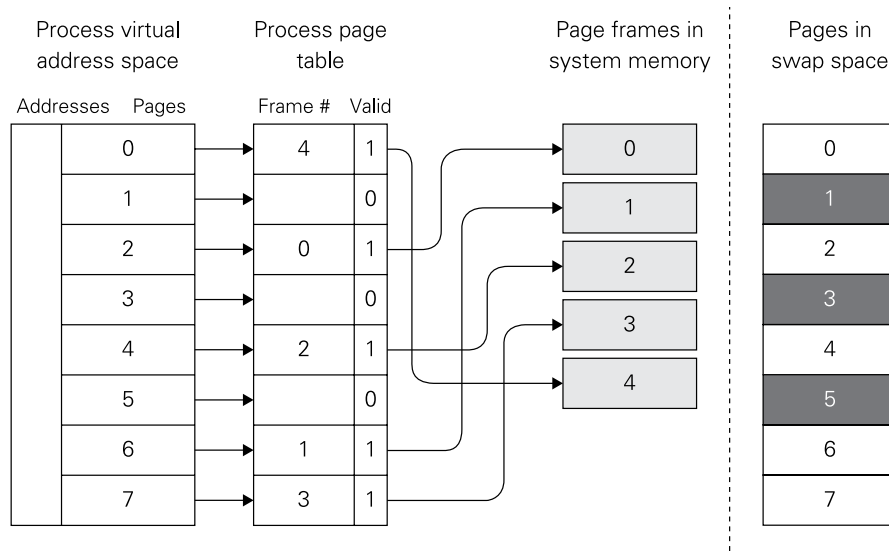 Process virtual
address space
Process page
table
Page frames in
system memory
Pages in
swap space
Addresses Pages
Frame # Valid
0 4 1 0 0
1 0 1 1
2 0 1 2 2
3 0 3 3
4 2 1 4 4
5 0 5
6 1 1 6
7 3 1 7